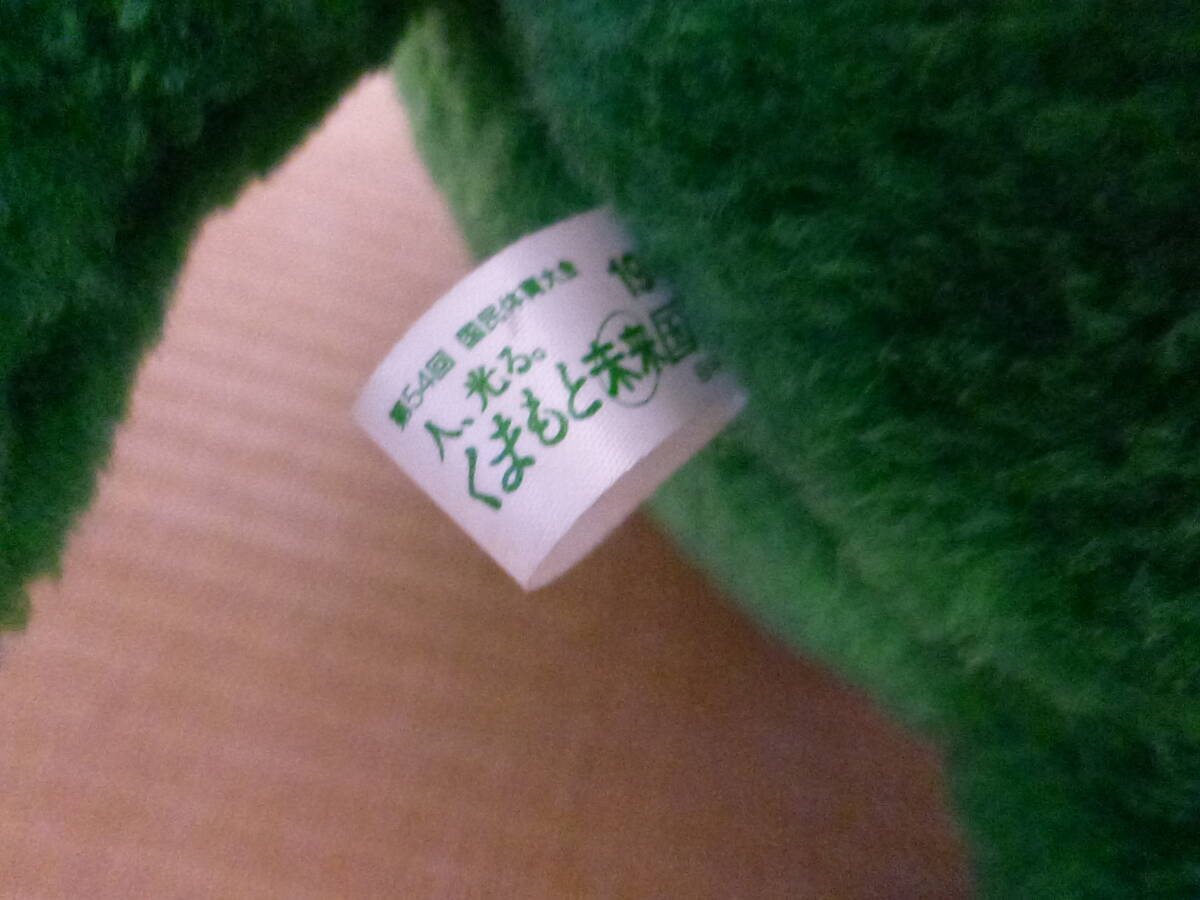 第54回 国民体育大会
人、光る。
くまもと未来国
19